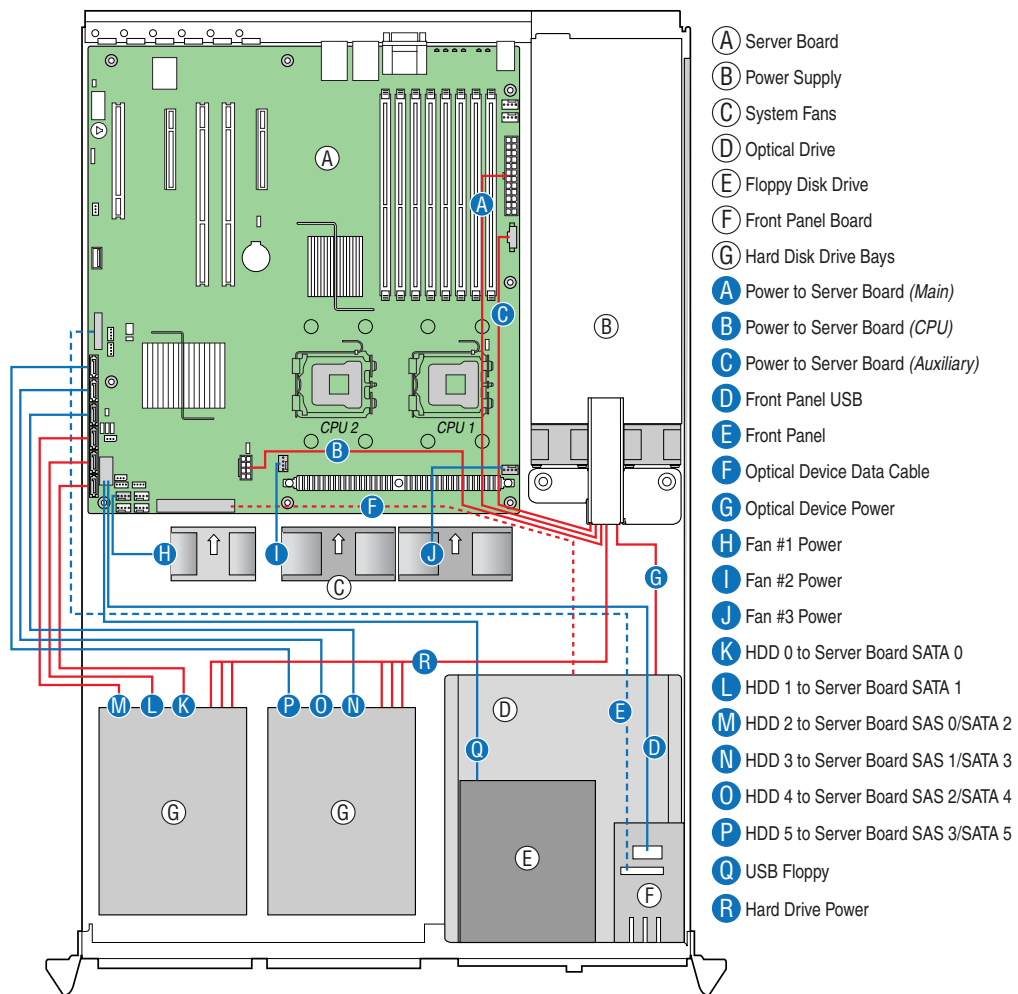 A Server Board
B Power Supply
C System Fans
D Optical Drive
E Floppy Disk Drive
F Front Panel Board
G Hard Disk Drive Bays
A Power to Server Board (Main)
B Power to Server Board (CPU)
C Power to Server Board (Auxiliary)
D Front Panel USB
E Front Panel
F Optical Device Data Cable
G Optical Device Power
H Fan #1 Power
I Fan #2 Power
J Fan #3 Power
K HDD 0 to Server Board SATA 0
L HDD 1 to Server Board SATA 1
M HDD 2 to Server Board SAS 0/SATA 2
N HDD 3 to Server Board SAS 1/SATA 3
O HDD 4 to Server Board SAS 2/SATA 4
P HDD 5 to Server Board SAS 3/SATA 5
Q USB Floppy
R Hard Drive Power
A
A
C
B
CPU 2
CPU 1
B
F
H
I
J
C
G
R
M
L
K
P
O
N
D
E
Q
D
G
G
E
F